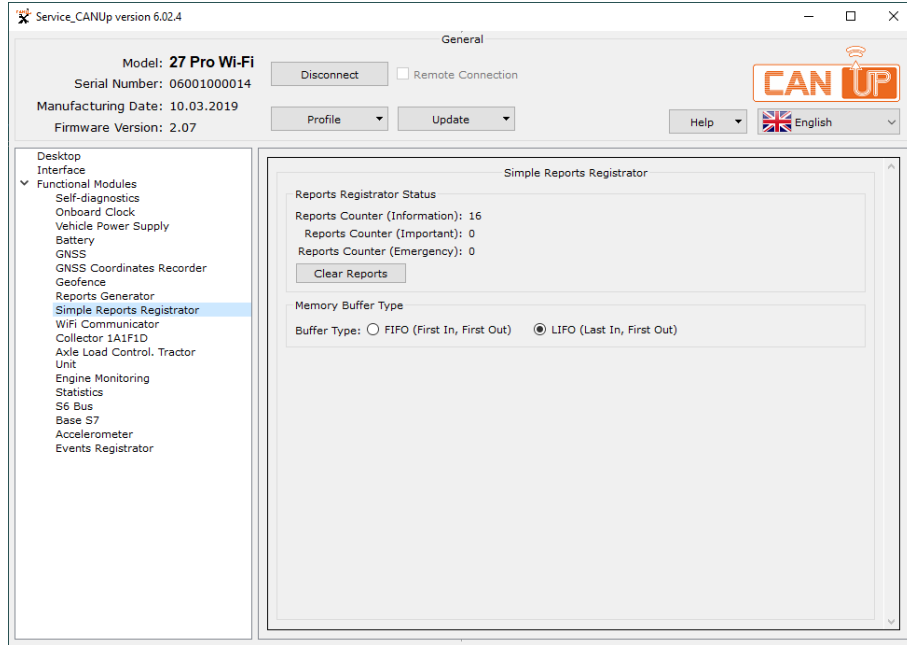 Service_CANUp version 6.02.4
General
Model: 27 Pro Wi-Fi
Serial Number: 06001000014
Manufacturing Date: 10.03.2019
Firmware Version: 2.07
Disconnect
Remote Connection
Profile
Update
Help
English
CAN UP
Desktop
Interface
Functional Modules
Self-diagnostics
Onboard Clock
Vehicle Power Supply
Battery
GNSS
GNSS Coordinates Recorder
Geofence
Reports Generator
Simple Reports Registrator
WiFi Communicator
Collector 1A1F1D
Axle Load Control. Tractor
Unit
Engine Monitoring
Statistics
S6 Bus
Base S7
Accelerometer
Events Registrator
Simple Reports Registrator
Reports Registrator Status
Reports Counter (Information): 16
Reports Counter (Important): 0
Reports Counter (Emergency): 0
Clear Reports
Memory Buffer Type
Buffer Type: FIFO (First In, First Out) LIFO (Last In, First Out)